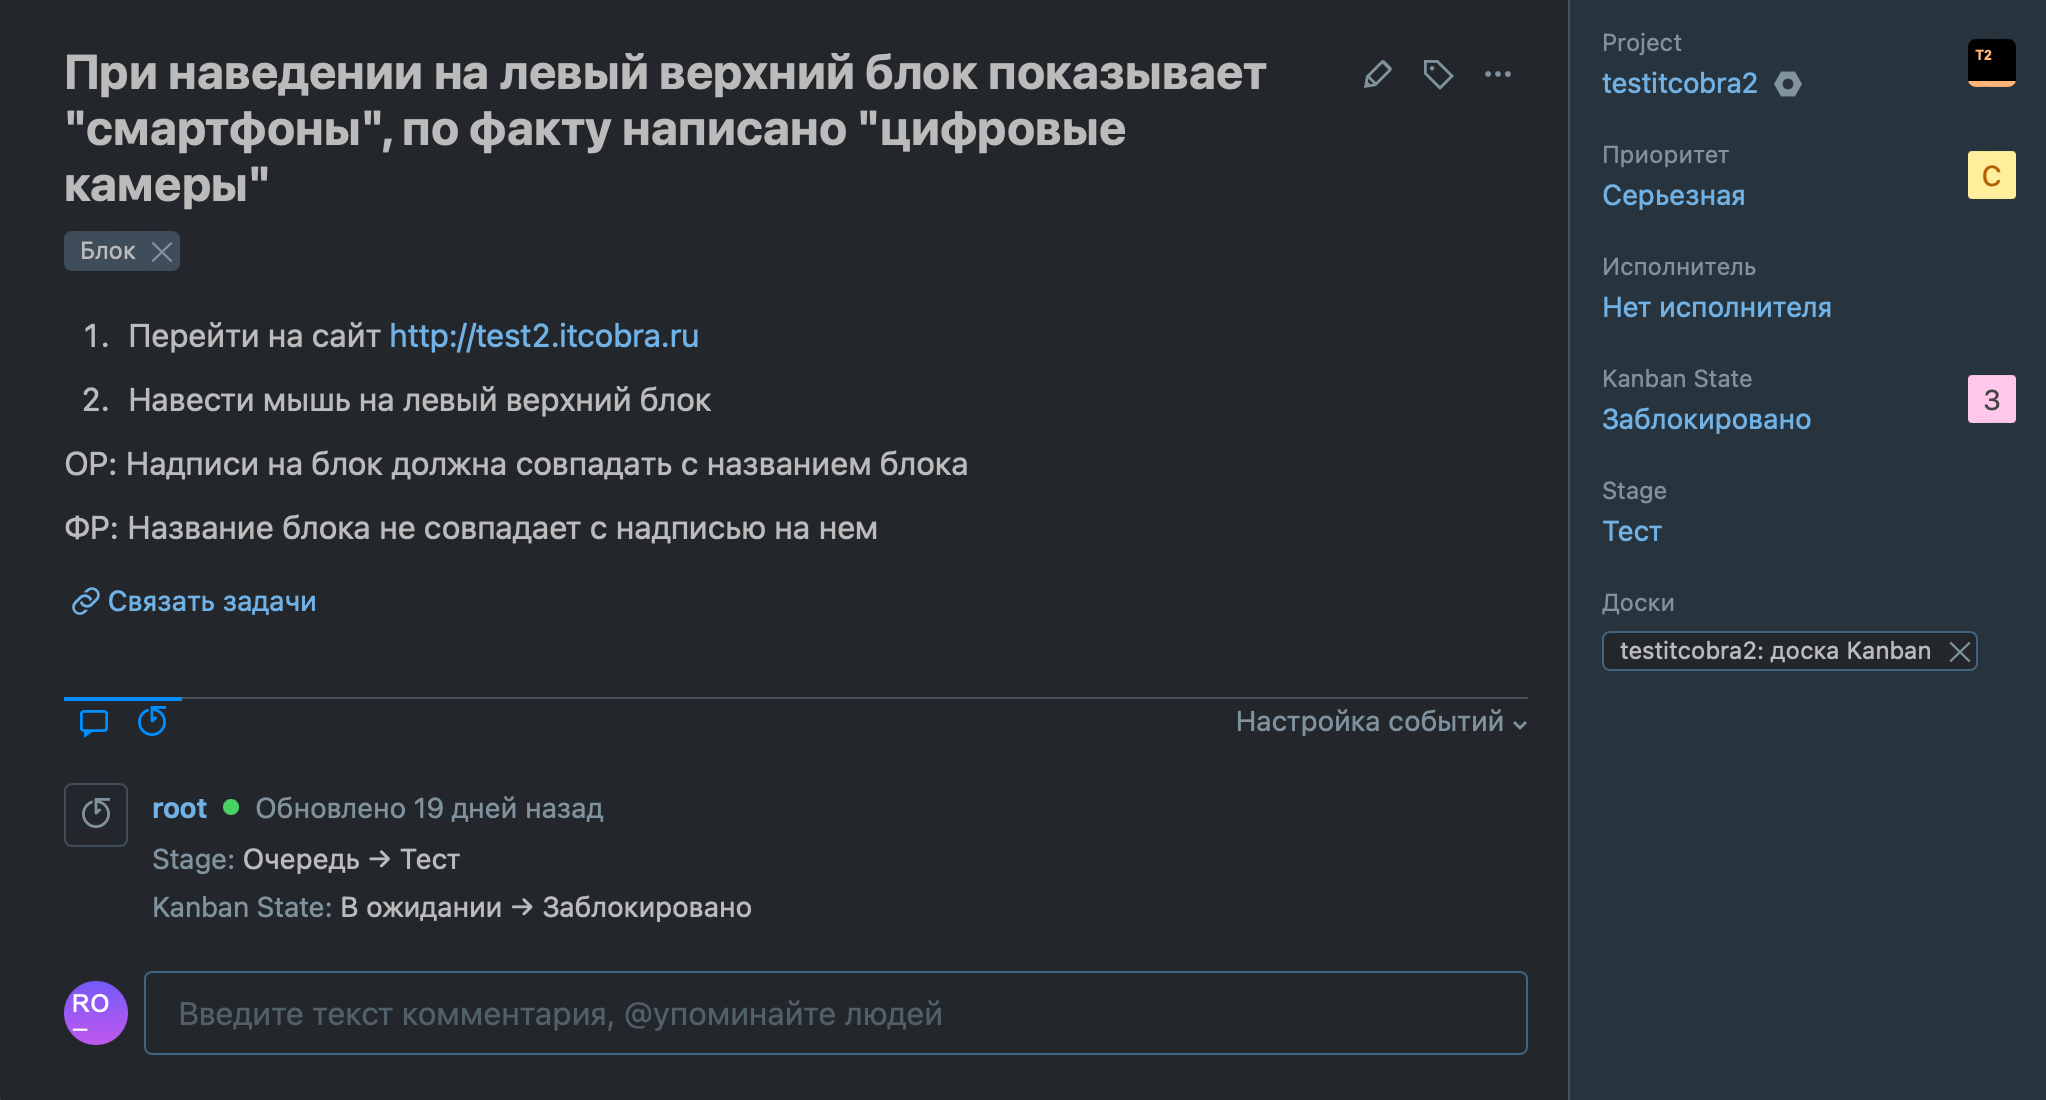 При наведении на левый верхний блок показывает
"смартфоны", по факту написано "цифровые
камеры"
Блок
1. Перейти на сайт http://test2.itcobra.ru
2. Навести мышь на левый верхний блок
ОР: Надписи на блок должна совпадать с названием блока
ФР: Название блока не совпадает с надписью на нем
Связать задачи
Настройка событий
root Обновлено 19 дней назад
Stage: Очередь → Тест
Kanban State: В ожидании → Заблокировано
RO
Введите текст комментария, @упоминайте людей
Project
testitcobra2
T2
Приоритет
Серьезная
С
Исполнитель
Нет исполнителя
Kanban State
Заблокировано
З
Stage
Тест
Доски
testitcobra2: доска Kanban